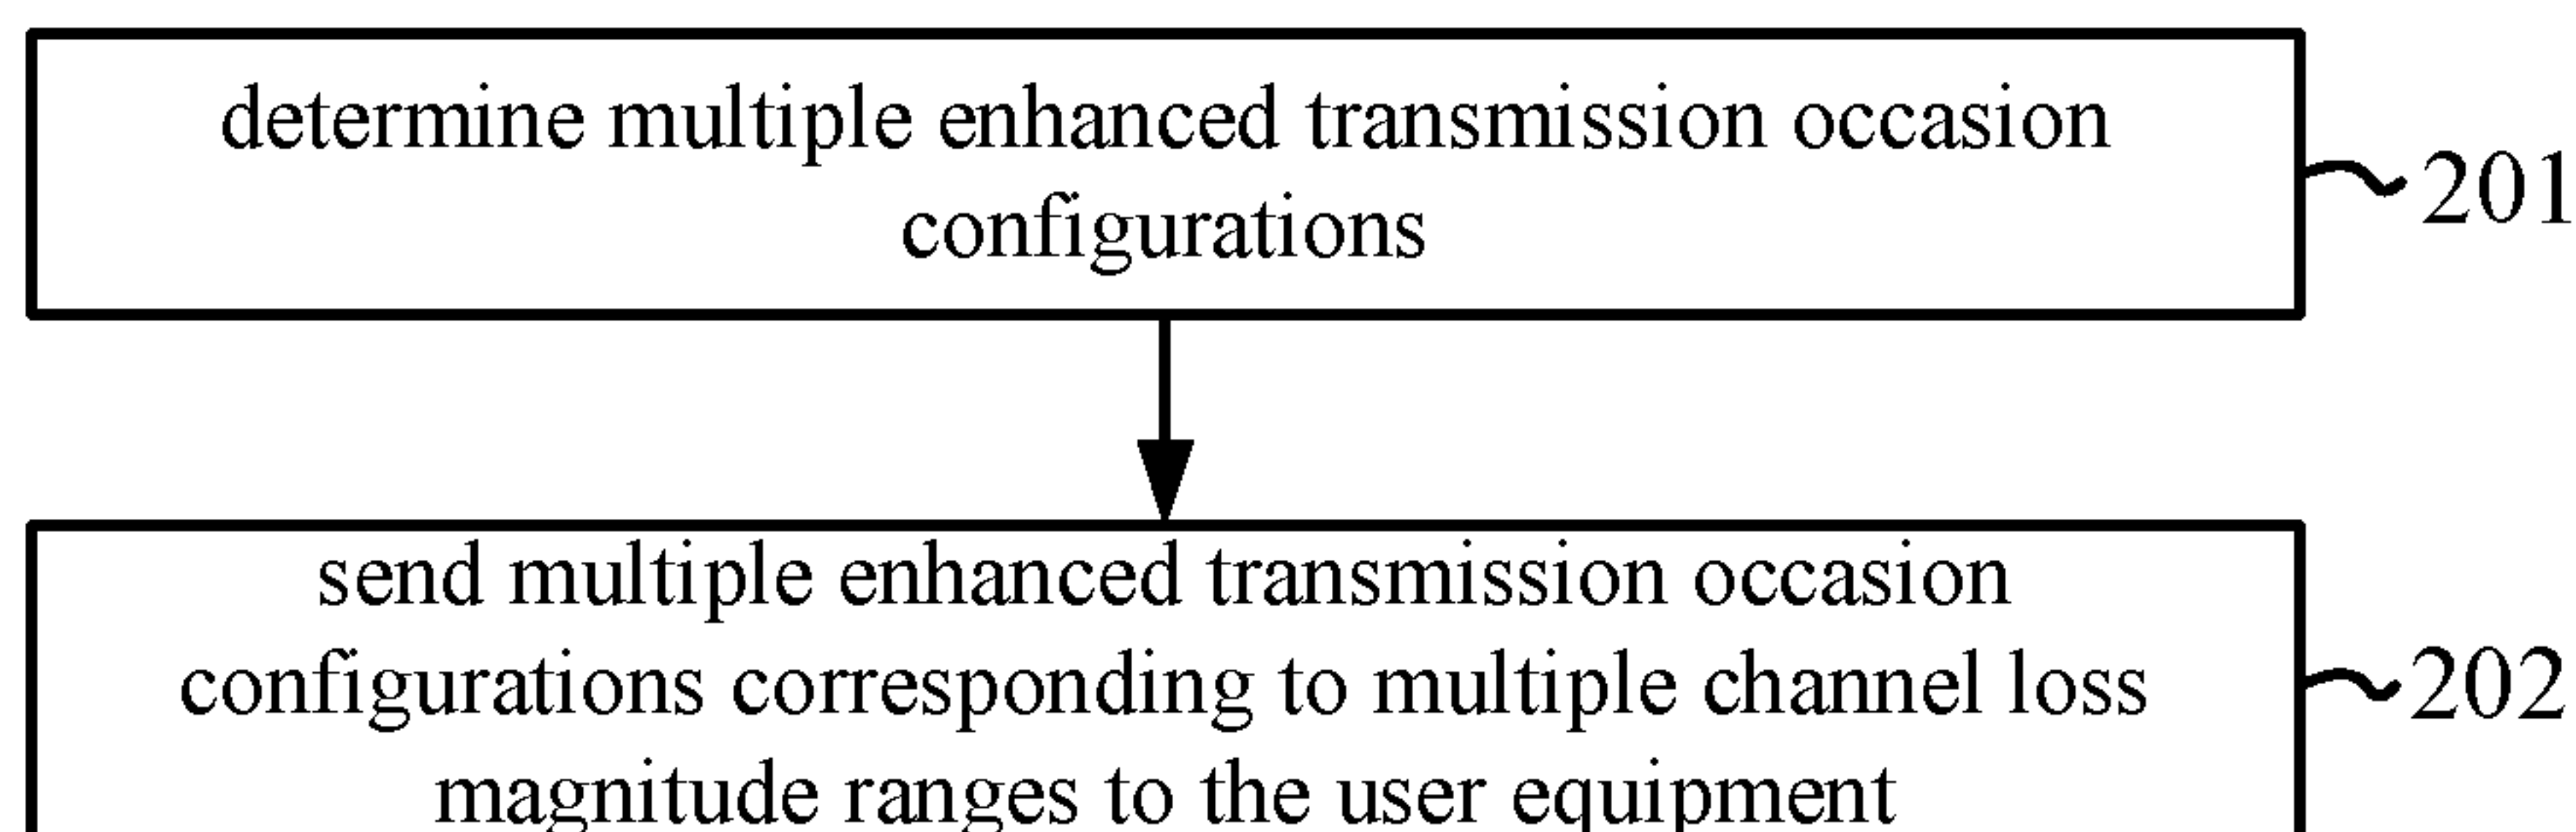 determine multiple enhanced transmission occasion
configurations
201
send multiple enhanced transmission occasion
configurations corresponding to multiple channel loss
magnitude ranges to the user equipment
202